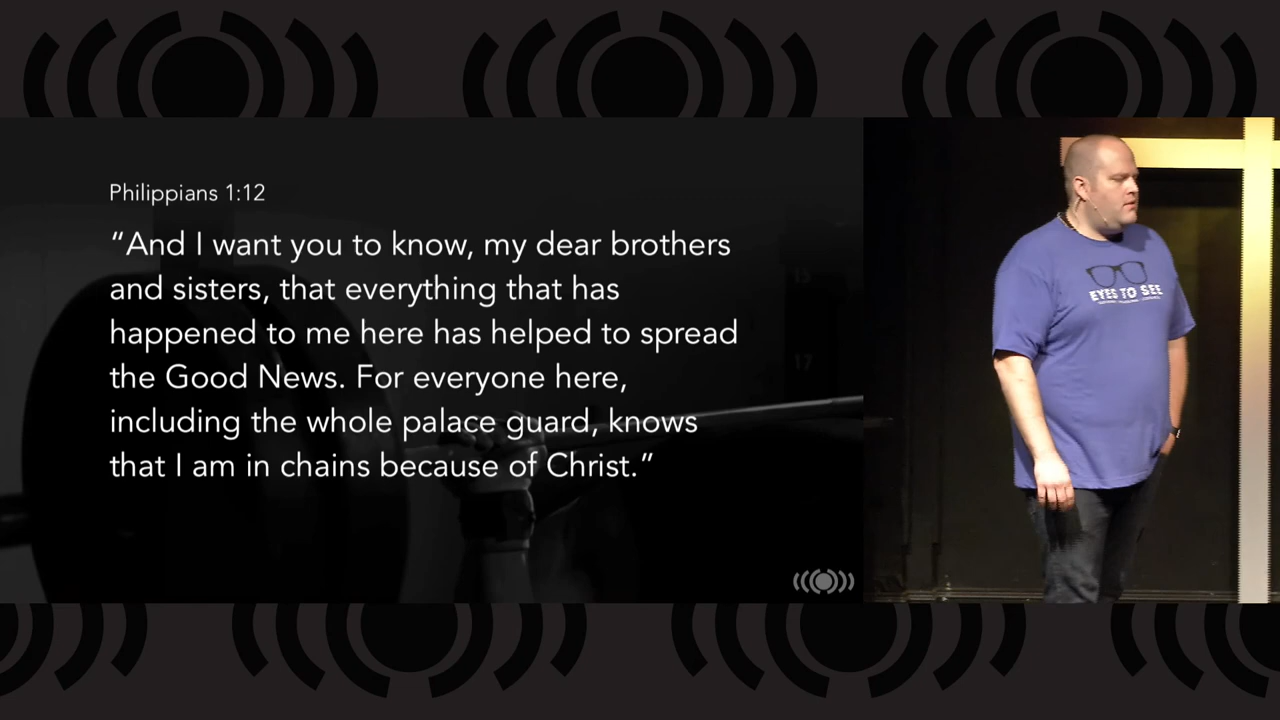 Philippians 1:12
“And I want you to know, my dear brothers
and sisters, that everything that has
happened to me here has helped to spread
the Good News. For everyone here,
including the whole palace guard, knows
that I am in chains because of Christ.”
15
17
EYES TO SEE